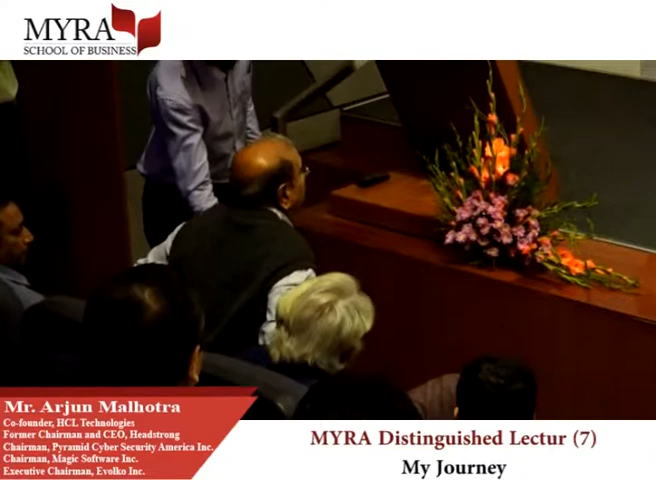 MYRA
SCHOOL OF BUSINESS
Mr. Arjun Malhotra
Co-founder, HCL Technologies
Former Chairman and CEO, Headstrong
Chairman, Pyramid Cyber Security America Inc.
Chairman, Magic Software Inc.
Executive Chairman, Evolko Inc.
MYRA Distinguished Lectur (7)
My Journey